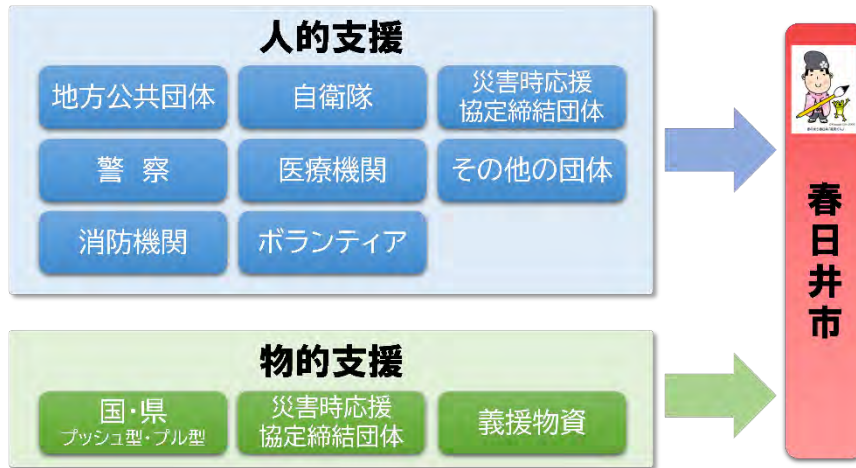 人的支援
地方公共団体
自衛隊
災害時応援
協定締結団体
警 察
医療機関
その他の団体
消防機関
ボランティア
物的支援
国・県
プッシュ型・プル型
災害時応援
協定締結団体
義援物資
春日井市